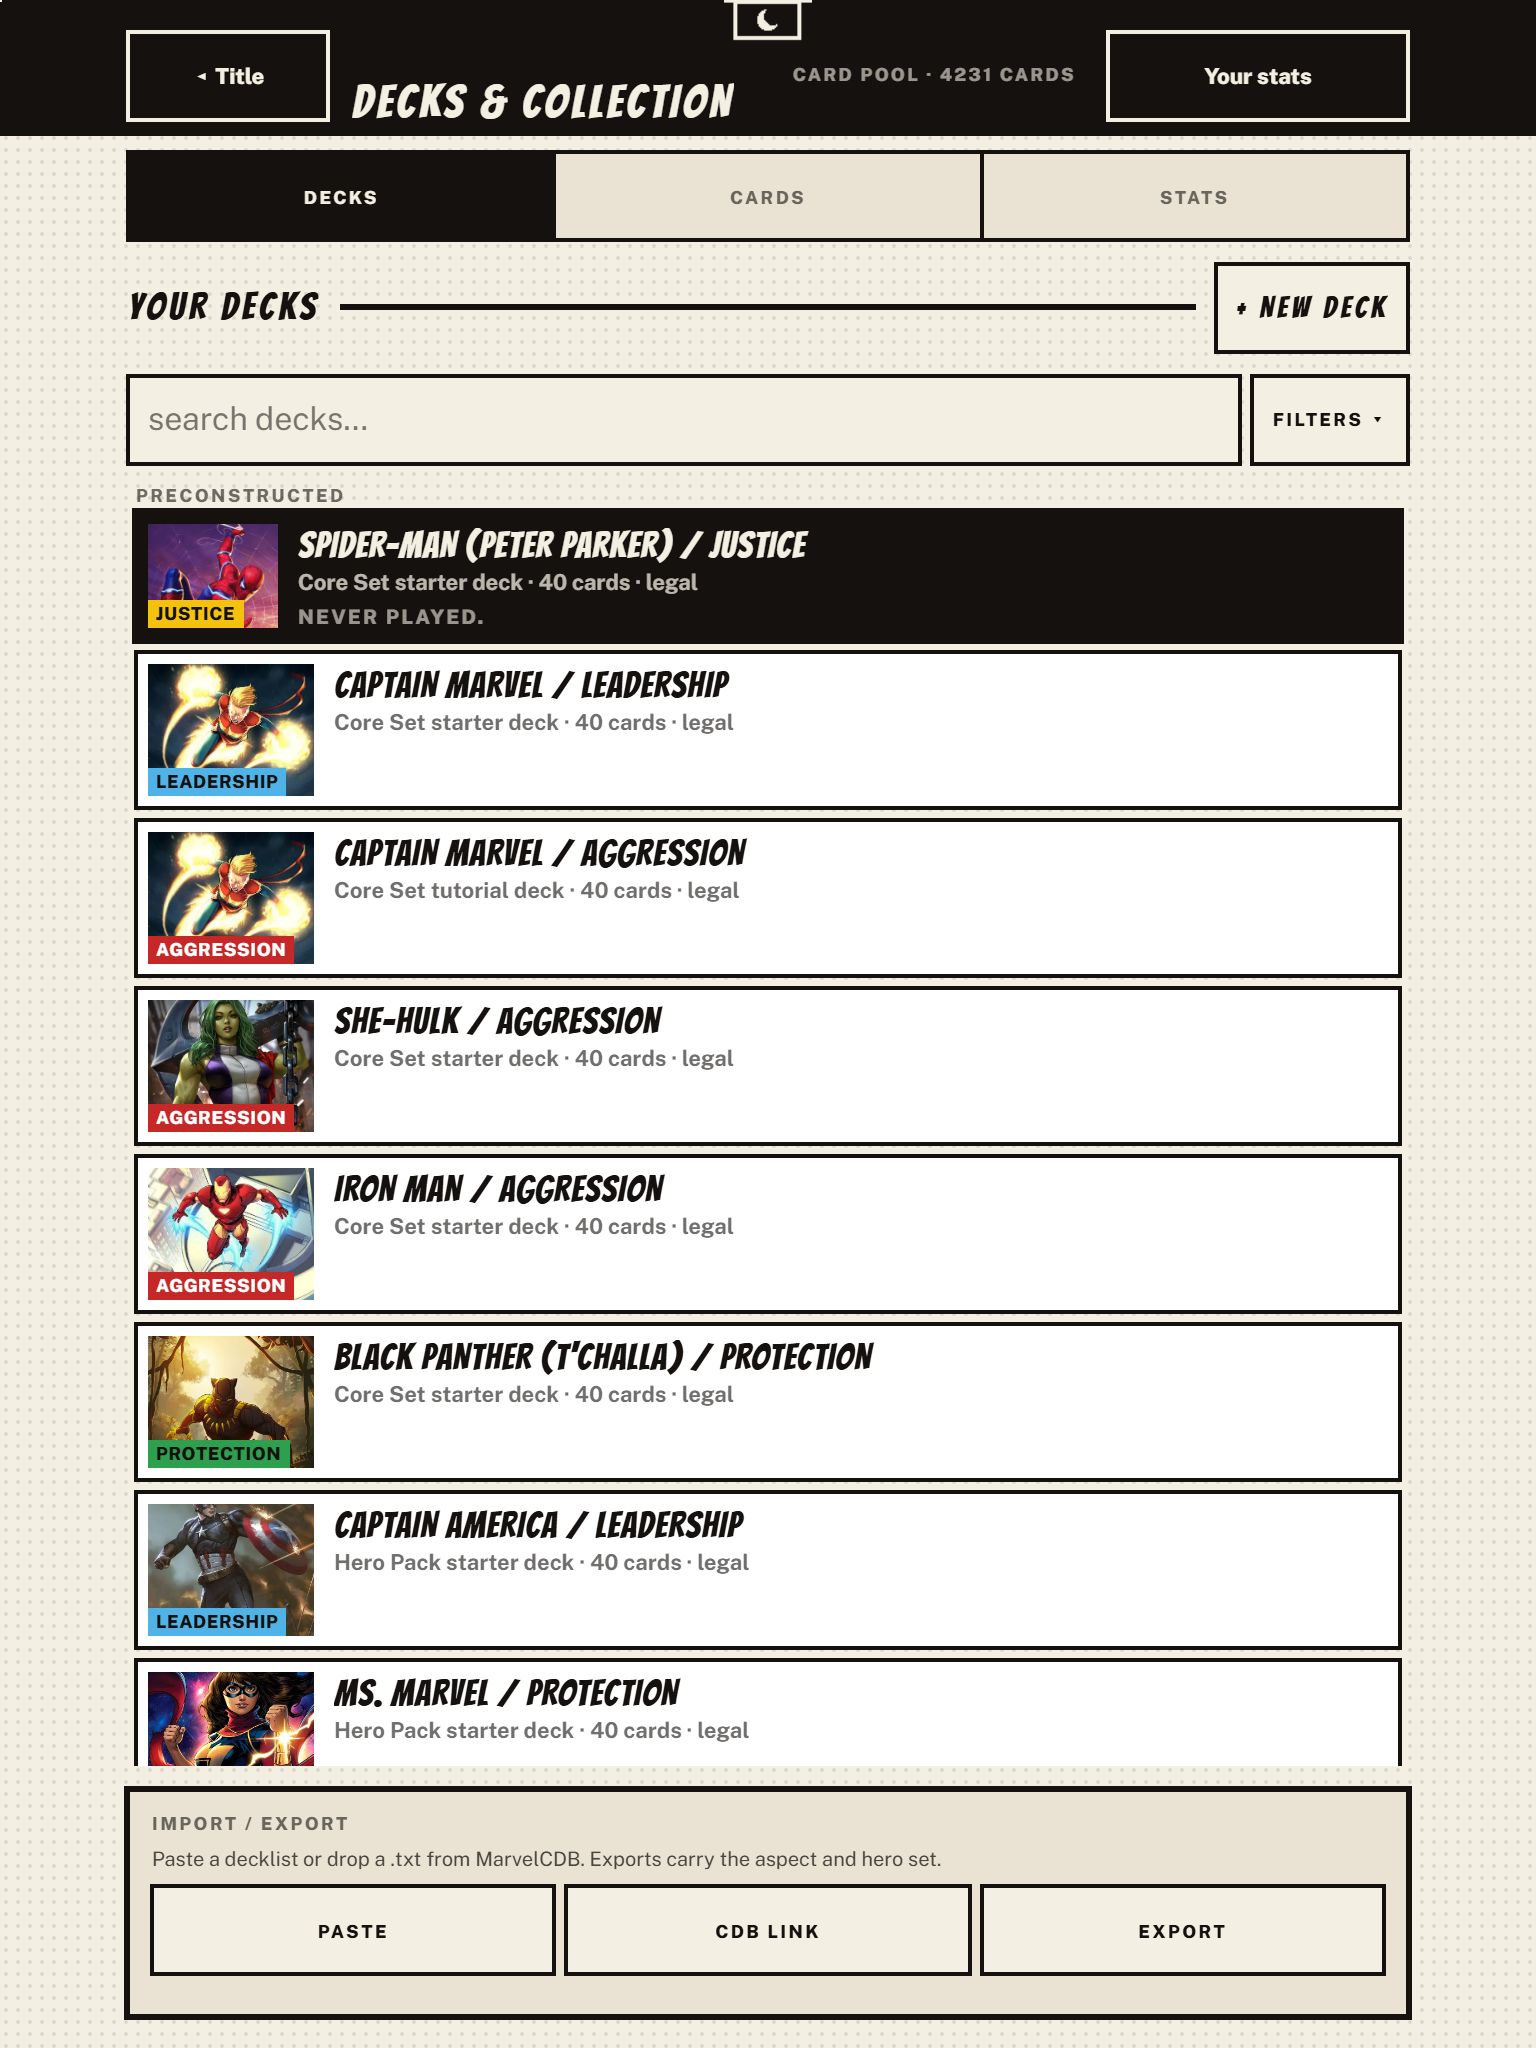 ◂ Title
DECKS & COLLECTION
CARD POOL · 4231 CARDS
Your stats
DECKS
CARDS
STATS
YOUR DECKS
+ NEW DECK
search decks...
FILTERS ▾
PRECONSTRUCTED
SPIDER-MAN (PETER PARKER) / JUSTICE
Core Set starter deck · 40 cards · legal
NEVER PLAYED.
JUSTICE
CAPTAIN MARVEL / LEADERSHIP
Core Set starter deck · 40 cards · legal
LEADERSHIP
CAPTAIN MARVEL / AGGRESSION
Core Set tutorial deck · 40 cards · legal
AGGRESSION
SHE-HULK / AGGRESSION
Core Set starter deck · 40 cards · legal
AGGRESSION
IRON MAN / AGGRESSION
Core Set starter deck · 40 cards · legal
AGGRESSION
BLACK PANTHER (T'CHALLA) / PROTECTION
Core Set starter deck · 40 cards · legal
PROTECTION
CAPTAIN AMERICA / LEADERSHIP
Hero Pack starter deck · 40 cards · legal
LEADERSHIP
MS. MARVEL / PROTECTION
Hero Pack starter deck · 40 cards · legal
IMPORT / EXPORT
Paste a decklist or drop a .txt from MarvelCDB. Exports carry the aspect and hero set.
PASTE
CDB LINK
EXPORT